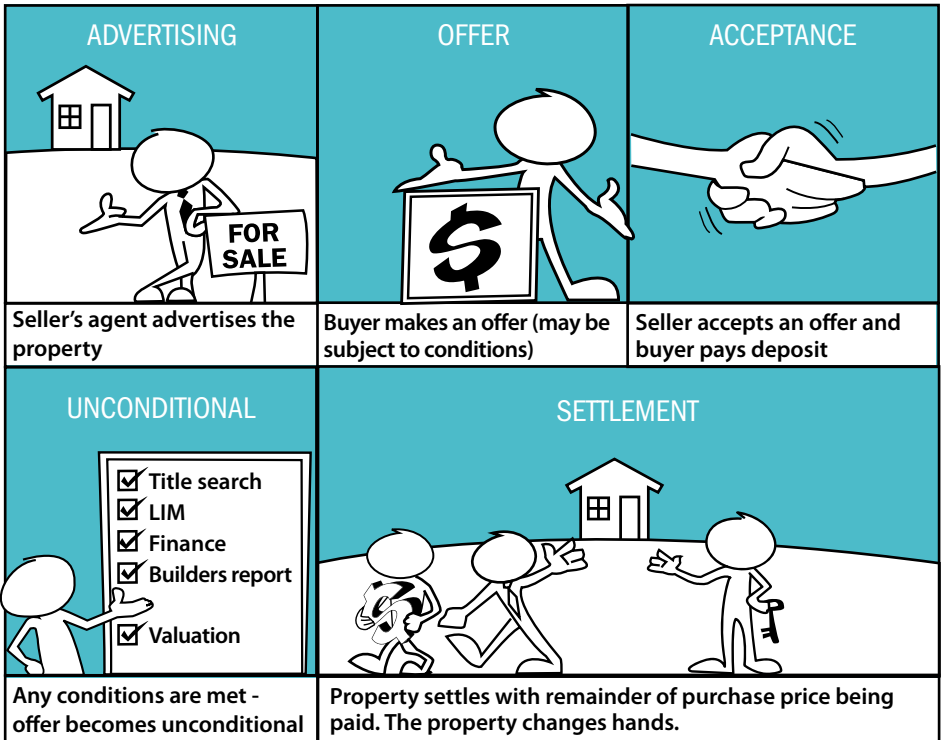 ADVERTISING
FOR
SALE
Seller's agent advertises the
property
OFFER
$
Buyer makes an offer (may be
subject to conditions)
ACCEPTANCE
Seller accepts an offer and
buyer pays deposit
UNCONDITIONAL
Title search
LIM
Finance
Builders report
Valuation
Any conditions are met -
offer becomes unconditional
SETTLEMENT
$
Property settles with remainder of purchase price being
paid. The property changes hands.